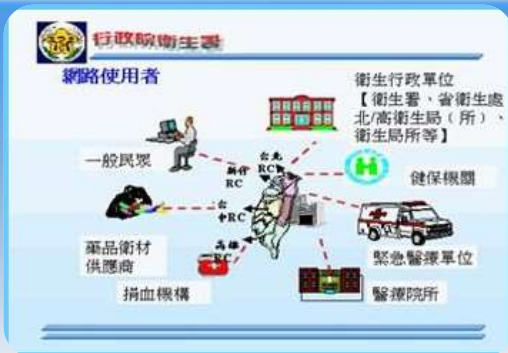 行政院衛生署
網路使用者
衛生行政單位
【衛生署、省衛生處
北/高衛生局(所)、
衛生局所等】
一般民眾
台北
RC
新竹
RC
健保機關
台
中RC
高雄
RC
藥品衛材
供應商
緊急醫療單位
捐血機構
醫療院所